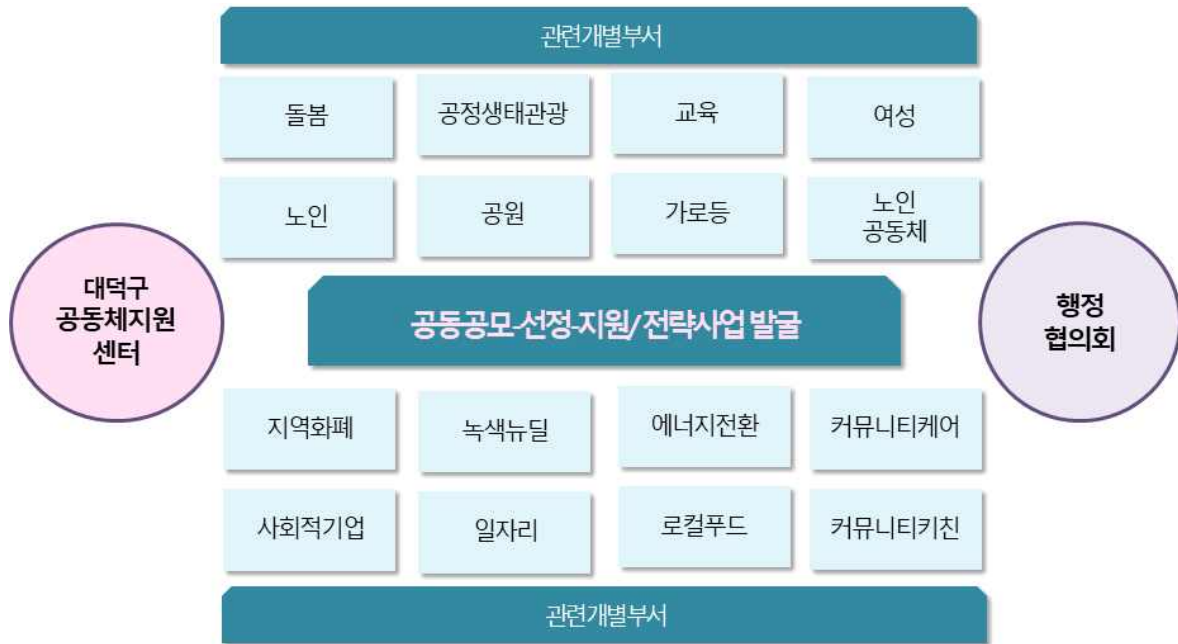 관련개별부서
돌봄
공정생태관광
교육
여성
노인
공원
가로등
노인
공동체
대덕구
공동체지원
센터
공동공모-선정-지원/전략사업 발굴
행정
협의회
지역화폐
녹색뉴딜
에너지전환
커뮤니티케어
사회적기업
일자리
로컬푸드
커뮤니티키친
관련개별부서